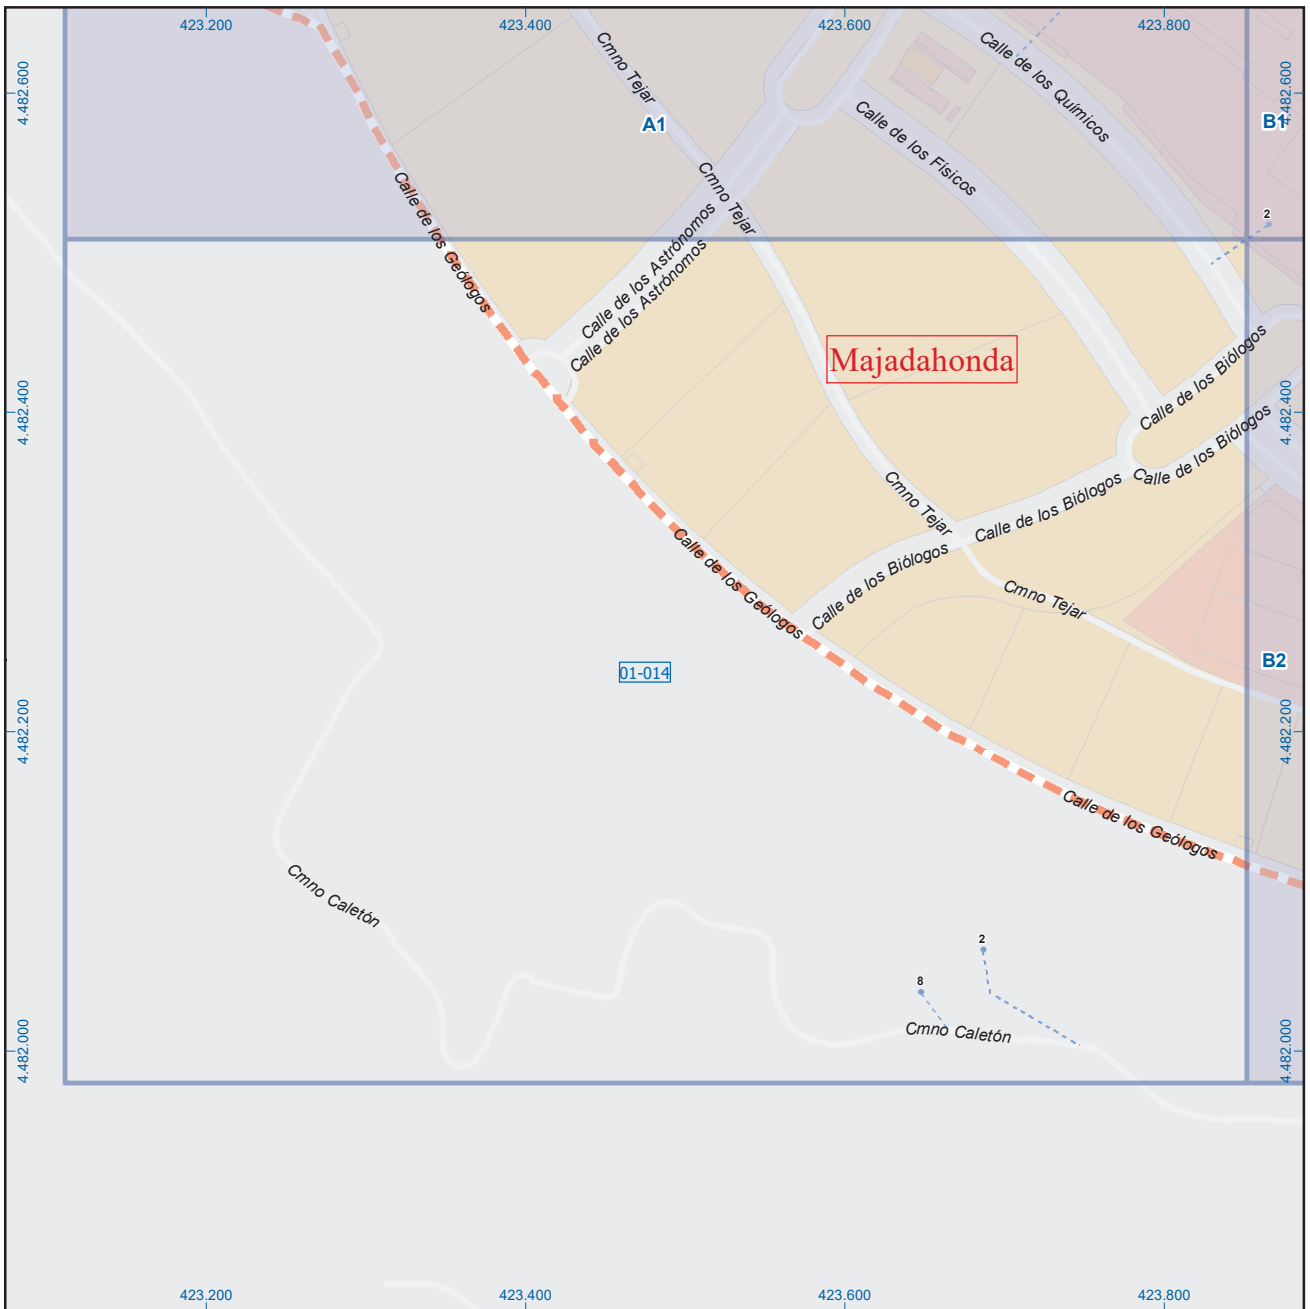 423.200
423.400
423.600
423.800
4.482.600
4.482.600
Cmno Tejar
Calle de los Químicos
A1
B1
Calle de los Físicos
Cmno Tejar
Calle de los Geólogos
2
Calle de los Astrónomos
Calle de los Astrónomos
Majadahonda
Calle de los Biólogos
4.482.400
4.482.400
Calle de los Biólogos
Calle de los Biólogos
Cmno Tejar
Calle de los Geólogos
Calle de los Biólogos
Cmno Tejar
01-014
B2
4.482.200
4.482.200
Calle de los Geólogos
Cmno Caletón
2
8
Cmno Caletón
4.482.000
4.482.000
423.200
423.400
423.600
423.800